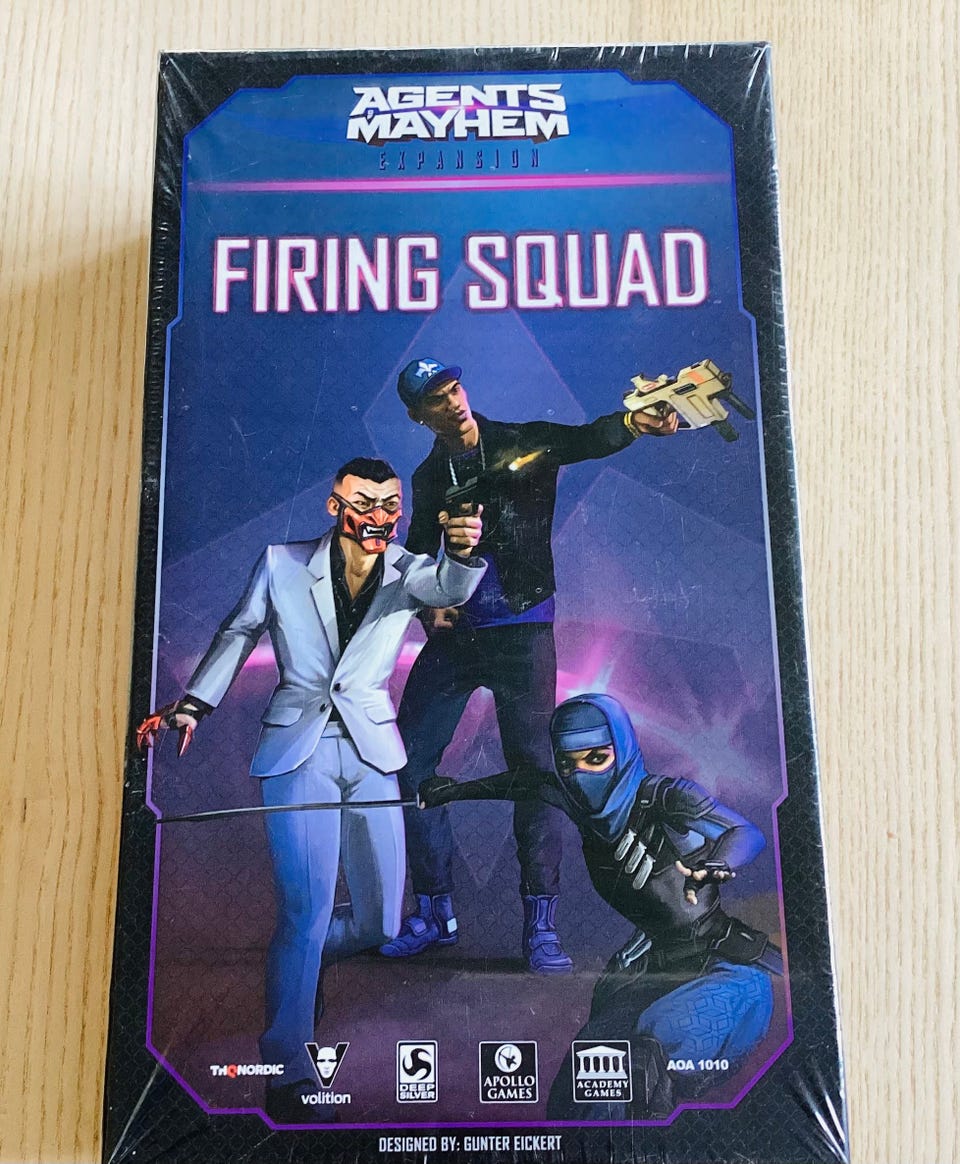 AGENTS
of MAYHEM
EXPANSION
FIRING SQUAD
THQNORDIC
volition
DEEP
SILVER
APOLLO
GAMES
ACADEMY
GAMES
AOA 1010
DESIGNED BY: GUNTER EICKERT